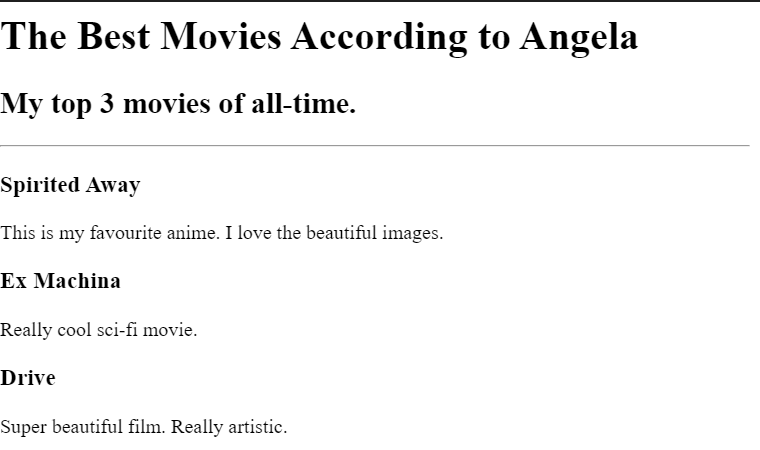 The Best Movies According to Angela
My top 3 movies of all-time.
Spirited Away
This is my favourite anime. I love the beautiful images.
Ex Machina
Really cool sci-fi movie.
Drive
Super beautiful film. Really artistic.